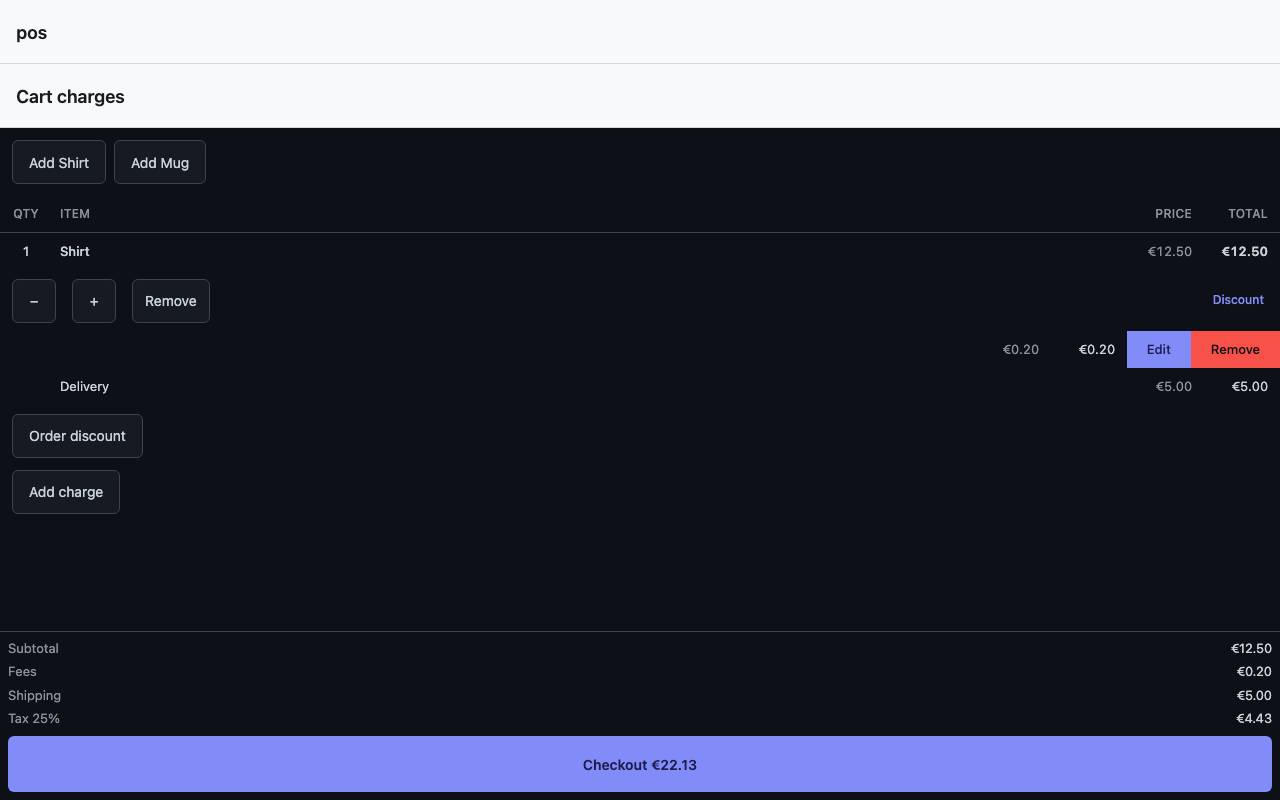 pos
Cart charges
Add Shirt Add Mug
QTY ITEM PRICE TOTAL
1 Shirt €12.50 €12.50
− + Remove Discount
€0.20 €0.20 Edit Remove
Delivery €5.00 €5.00
Order discount
Add charge
Subtotal €12.50
Fees €0.20
Shipping €5.00
Tax 25% €4.43
Checkout €22.13